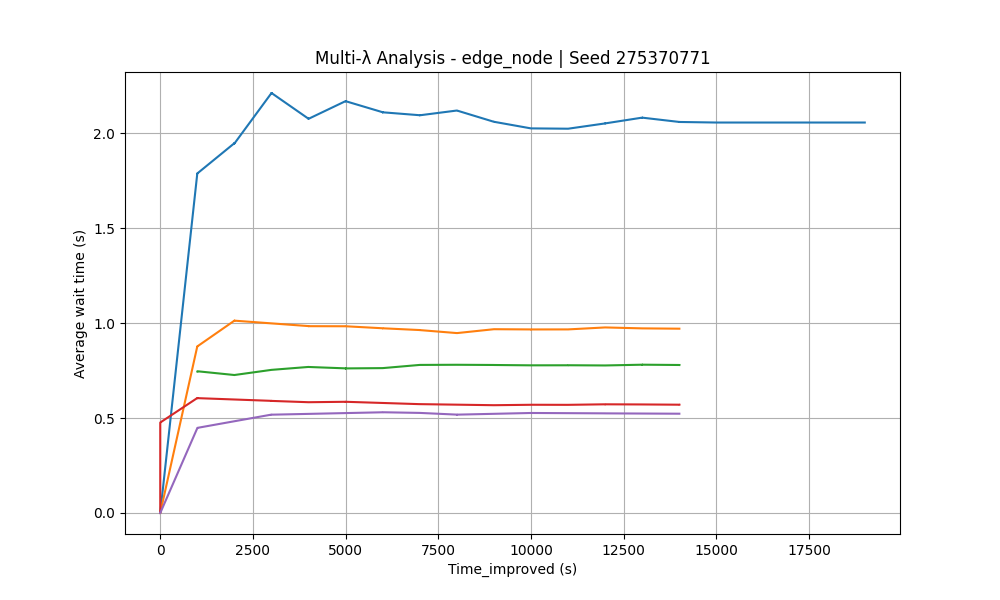 Multi-λ Analysis - edge_node | Seed 275370771
Average wait time (s)
2.0
1.5
1.0
0.5
0.0
0 2500 5000 7500 10000 12500 15000 17500
Time_improved (s)